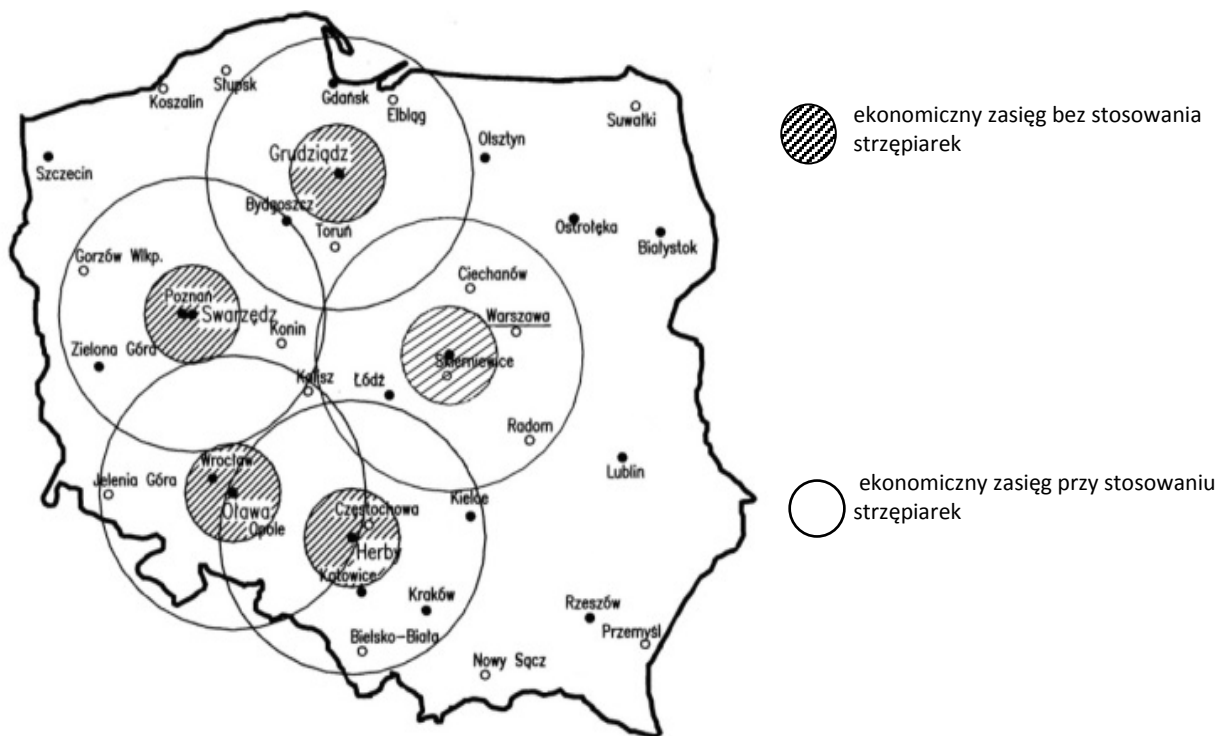 Słupsk
Koszalin
Gdańsk
Elbląg
Suwałki
Szczecin
Grudziądz
Olsztyn
Bydgoszcz
Toruń
Ostrołęka
Białystok
Gorzów Wlkp.
Ciechanów
Poznań
Swarzędz
Konin
Warszawa
Zielona Góra
Skierniewice
Kalisz
Łódź
Radom
Lublin
Jelenia Góra
Wrocław
Oława
Opole
Częstochowa
Kielce
Herby
Katowice
Kraków
Rzeszów
Przemyśl
Bielsko-Biała
Nowy Sącz
ekonomiczny zasięg bez stosowania
strzępiarek
ekonomiczny zasięg przy stosowaniu
strzępiarek